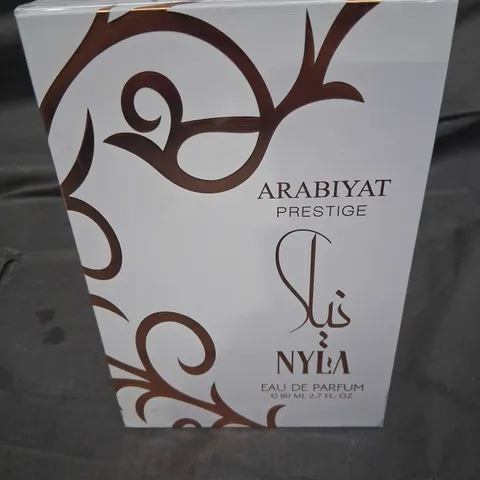 ARABIYAT
PRESTIGE
نيلا
NYLA
EAU DE PARFUM
℮ 80 ML 2.7 FL. OZ